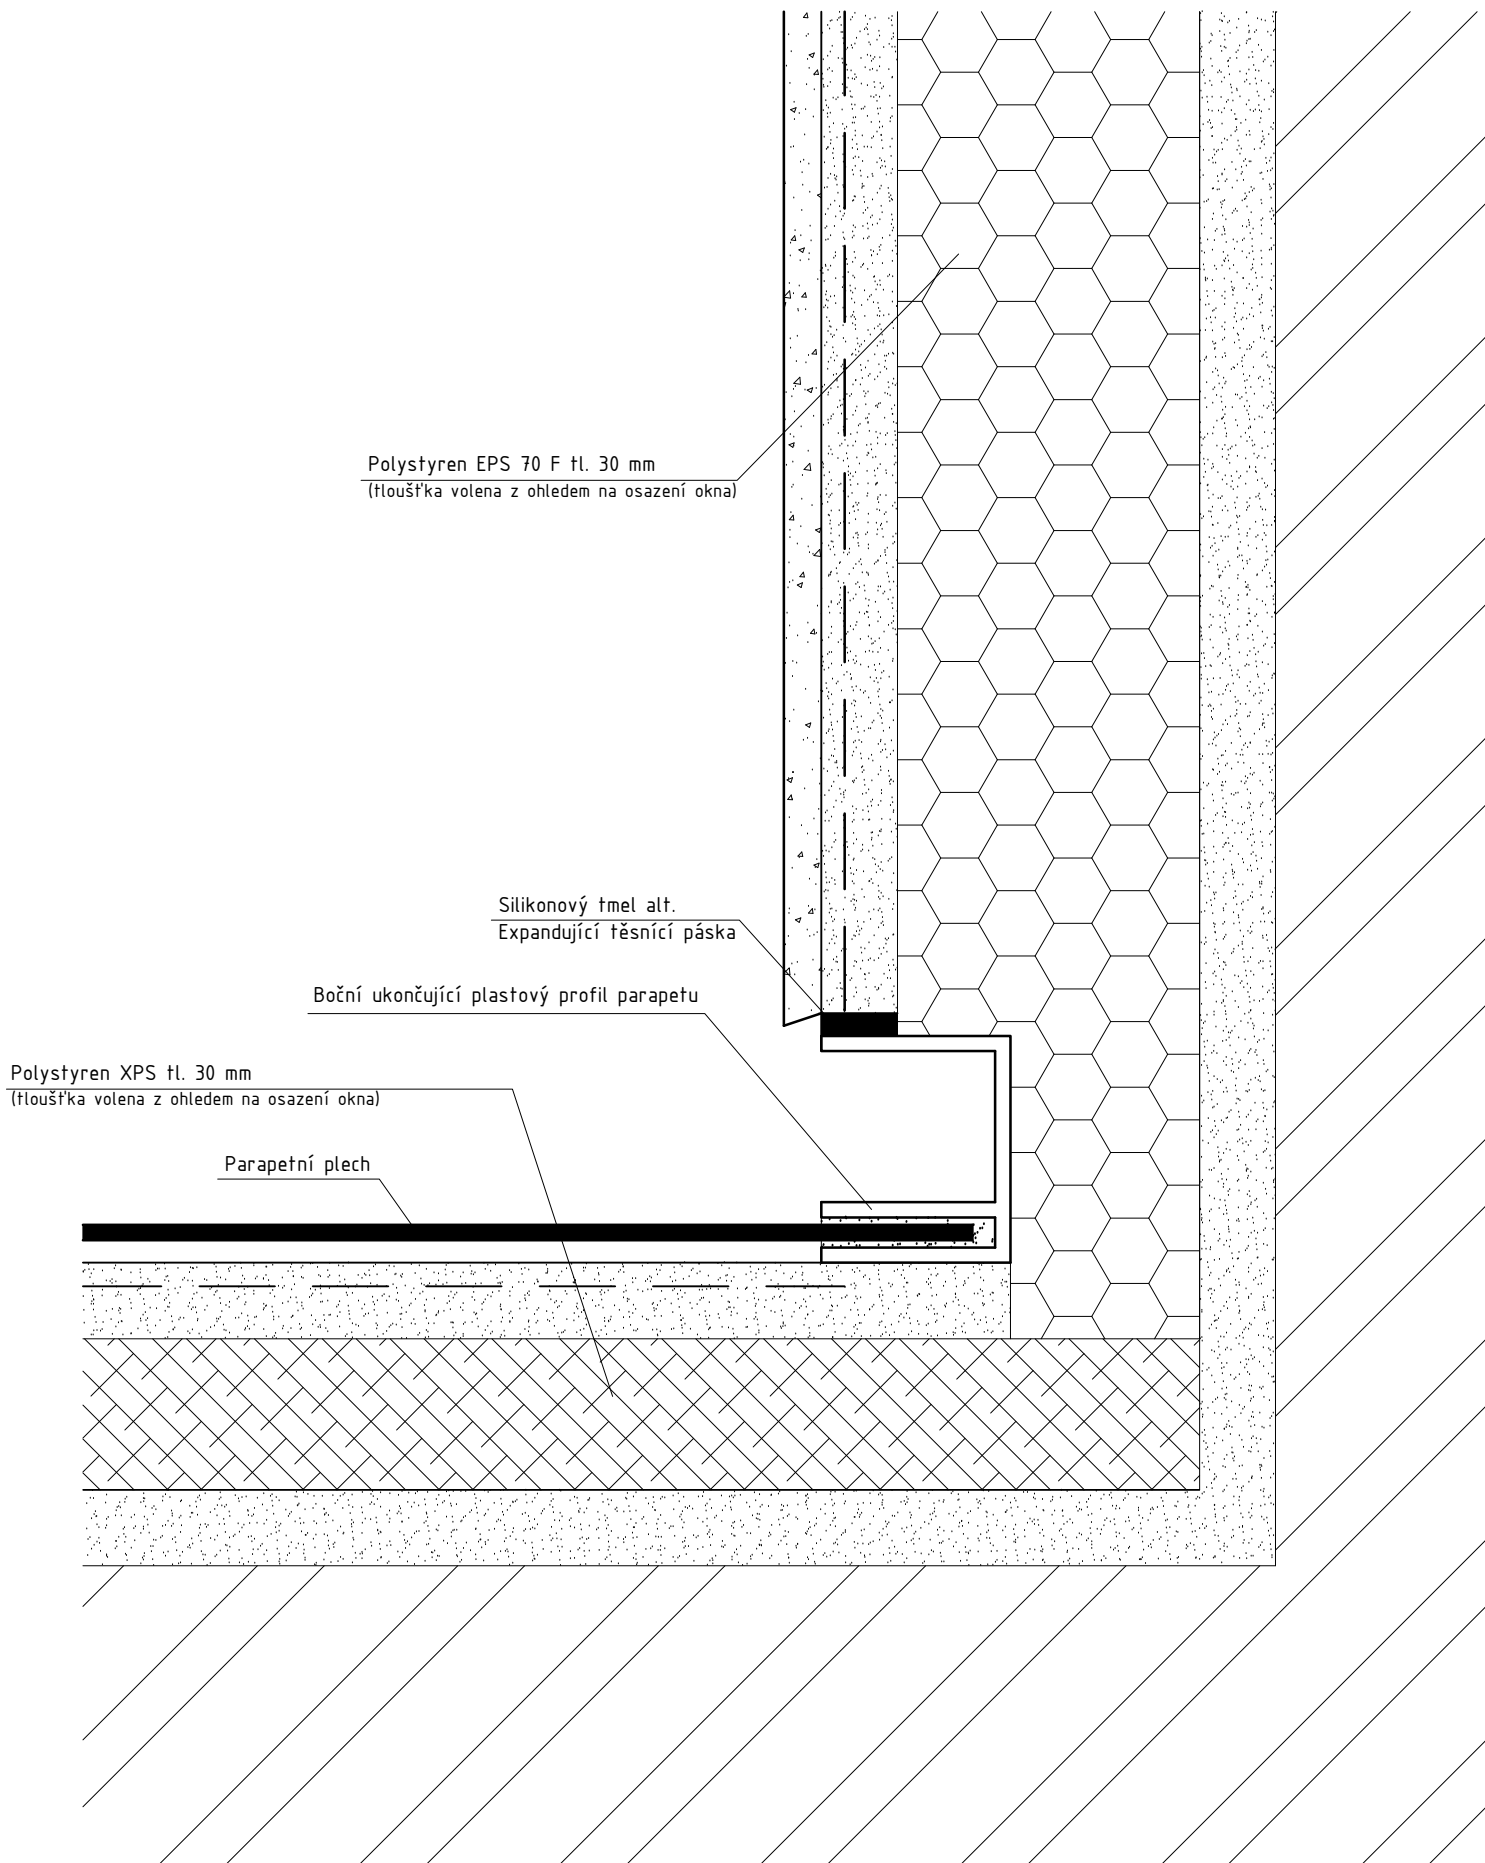 Polystyren EPS 70 F tl. 30 mm
(tloušťka volena z ohledem na osazení okna)
Silikonový tmel alt.
Expandující těsnící páska
Boční ukončující plastový profil parapetu
Polystyren XPS tl. 30 mm
(tloušťka volena z ohledem na osazení okna)
Parapetní plech